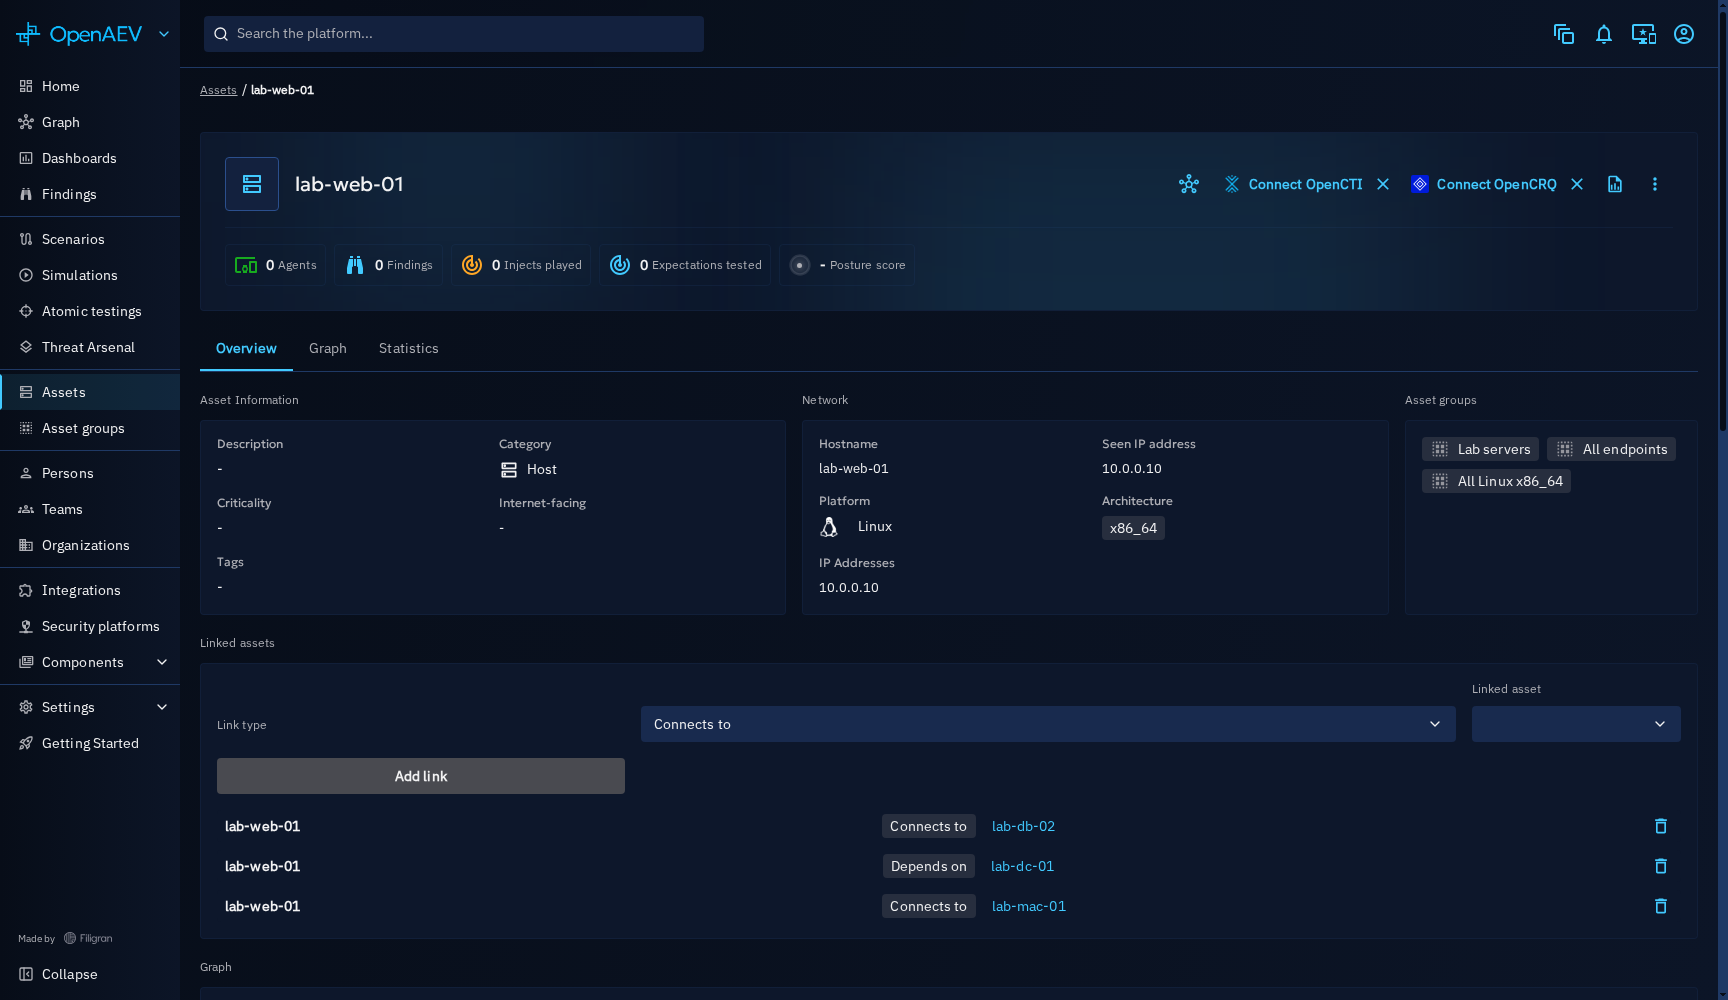 OpenAEV
Search the platform...
Home
Graph
Dashboards
Findings
Scenarios
Simulations
Atomic testings
Threat Arsenal
Assets
Asset groups
Persons
Teams
Organizations
Integrations
Security platforms
Components
Settings
Getting Started
Made by Filigran
Collapse
Assets / lab-web-01
lab-web-01
Connect OpenCTI
Connect OpenCRQ
0 Agents
0 Findings
0 Injects played
0 Expectations tested
- Posture score
Overview Graph Statistics
Asset Information
Description
-
Category
Host
Criticality
-
Internet-facing
-
Tags
-
Network
Hostname
lab-web-01
Seen IP address
10.0.0.10
Platform
Linux
Architecture
x86_64
IP Addresses
10.0.0.10
Asset groups
Lab servers
All endpoints
All Linux x86_64
Linked assets
Link type
Connects to
Linked asset
Add link
lab-web-01 Connects to lab-db-02
lab-web-01 Depends on lab-dc-01
lab-web-01 Connects to lab-mac-01
Graph